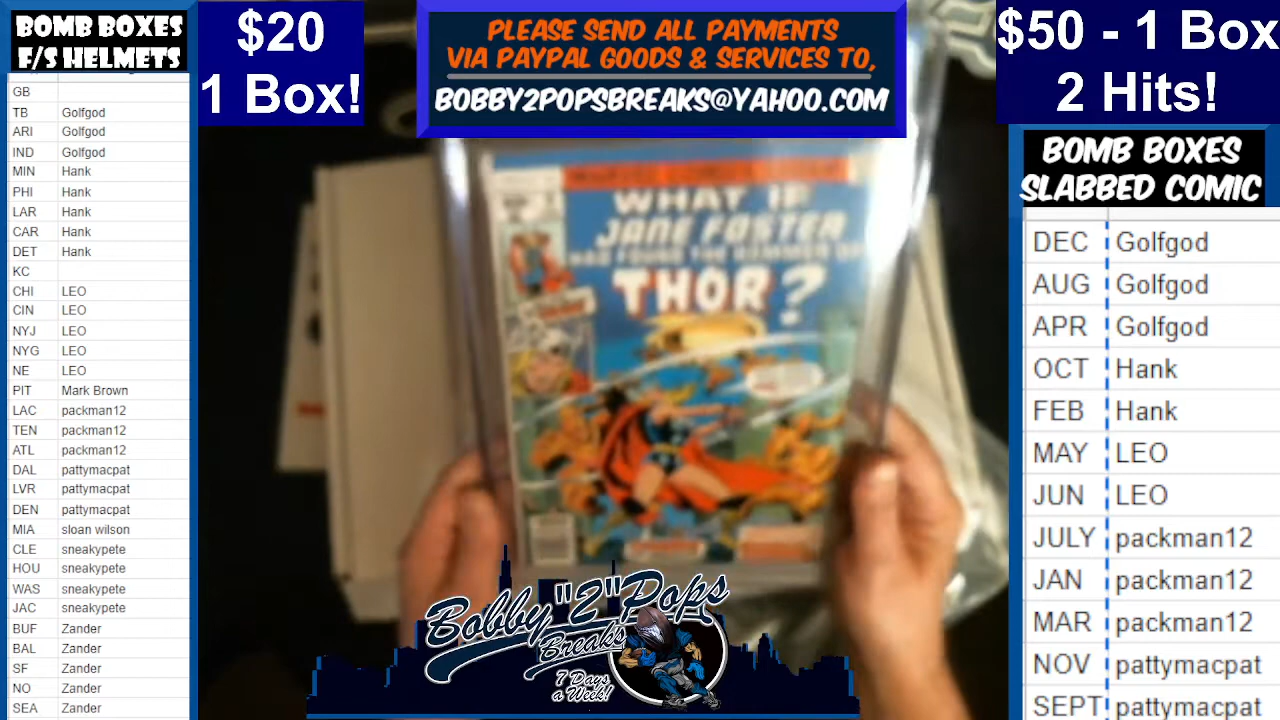 BOMB BOXES
F/S HELMETS
GB
TB Golfgod
ARI Golfgod
IND Golfgod
MIN Hank
PHI Hank
LAR Hank
CAR Hank
DET Hank
KC
CHI LEO
CIN LEO
NYJ LEO
NYG LEO
NE LEO
PIT Mark Brown
LAC packman12
TEN packman12
ATL packman12
DAL pattymacpat
LVR pattymacpat
DEN pattymacpat
MIA sloan wilson
CLE sneakypete
HOU sneakypete
WAS sneakypete
JAC sneakypete
BUF Zander
BAL Zander
SF Zander
NO Zander
SEA Zander
$20
1 Box!
PLEASE SEND ALL PAYMENTS
VIA PAYPAL GOODS & SERVICES TO,
BOBBY2POPSBREAKS@YAHOO.COM
WHAT IF
JANE FOSTER
HAD FOUND THE HAMMER OF
THOR?
Bobby "2" Pops
Breaks
7 Days
a Week!
$50 - 1 Box
2 Hits!
BOMB BOXES
SLABBED COMIC
DEC Golfgod
AUG Golfgod
APR Golfgod
OCT Hank
FEB Hank
MAY LEO
JUN LEO
JULY packman12
JAN packman12
MAR packman12
NOV pattymacpat
SEPT pattymacpat